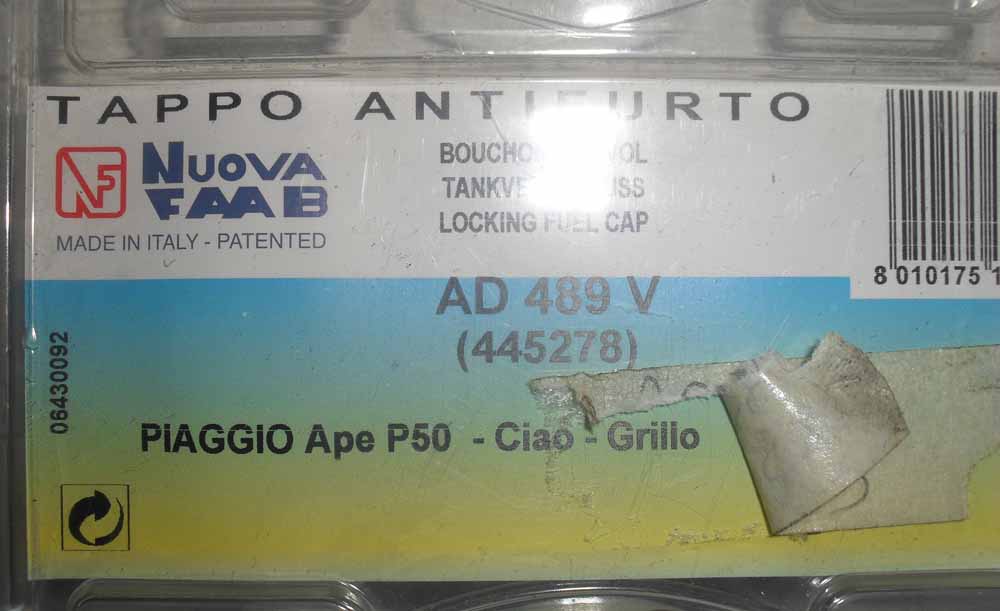 TAPPO ANTIFURTO
NF
NUOVA
FAAB
MADE IN ITALY - PATENTED
LOCKING FUEL CAP
8 010175 1
AD 489 V
(445278)
06430092
PiAGGIO Ape P50 - Ciao - Grillo